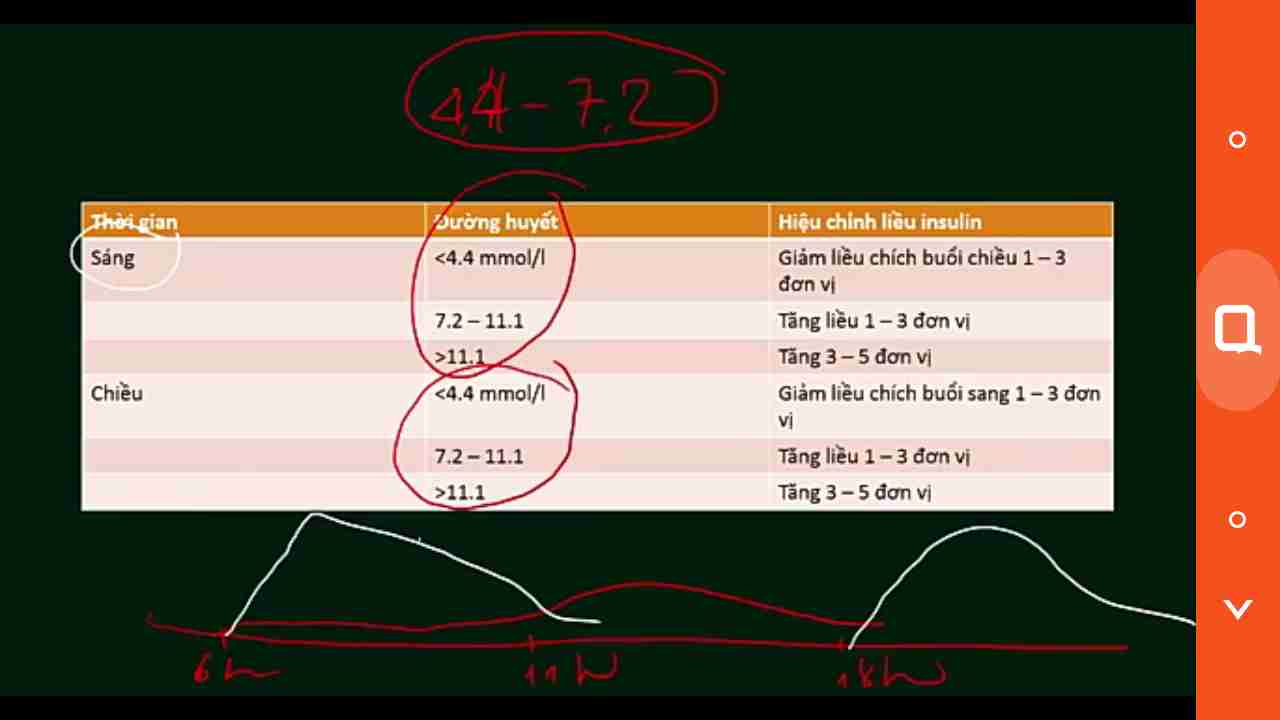 4,4 - 7,2
Thời gian Đường huyết Hiệu chỉnh liều insulin
Sáng <4.4 mmol/l Giảm liều chích buổi chiều 1 – 3
đơn vị
7.2 – 11.1 Tăng liều 1 – 3 đơn vị
>11.1 Tăng 3 – 5 đơn vị
Chiều <4.4 mmol/l Giảm liều chích buổi sang 1 – 3 đơn
vị
7.2 – 11.1 Tăng liều 1 – 3 đơn vị
>11.1 Tăng 3 – 5 đơn vị
6h 11h 18h